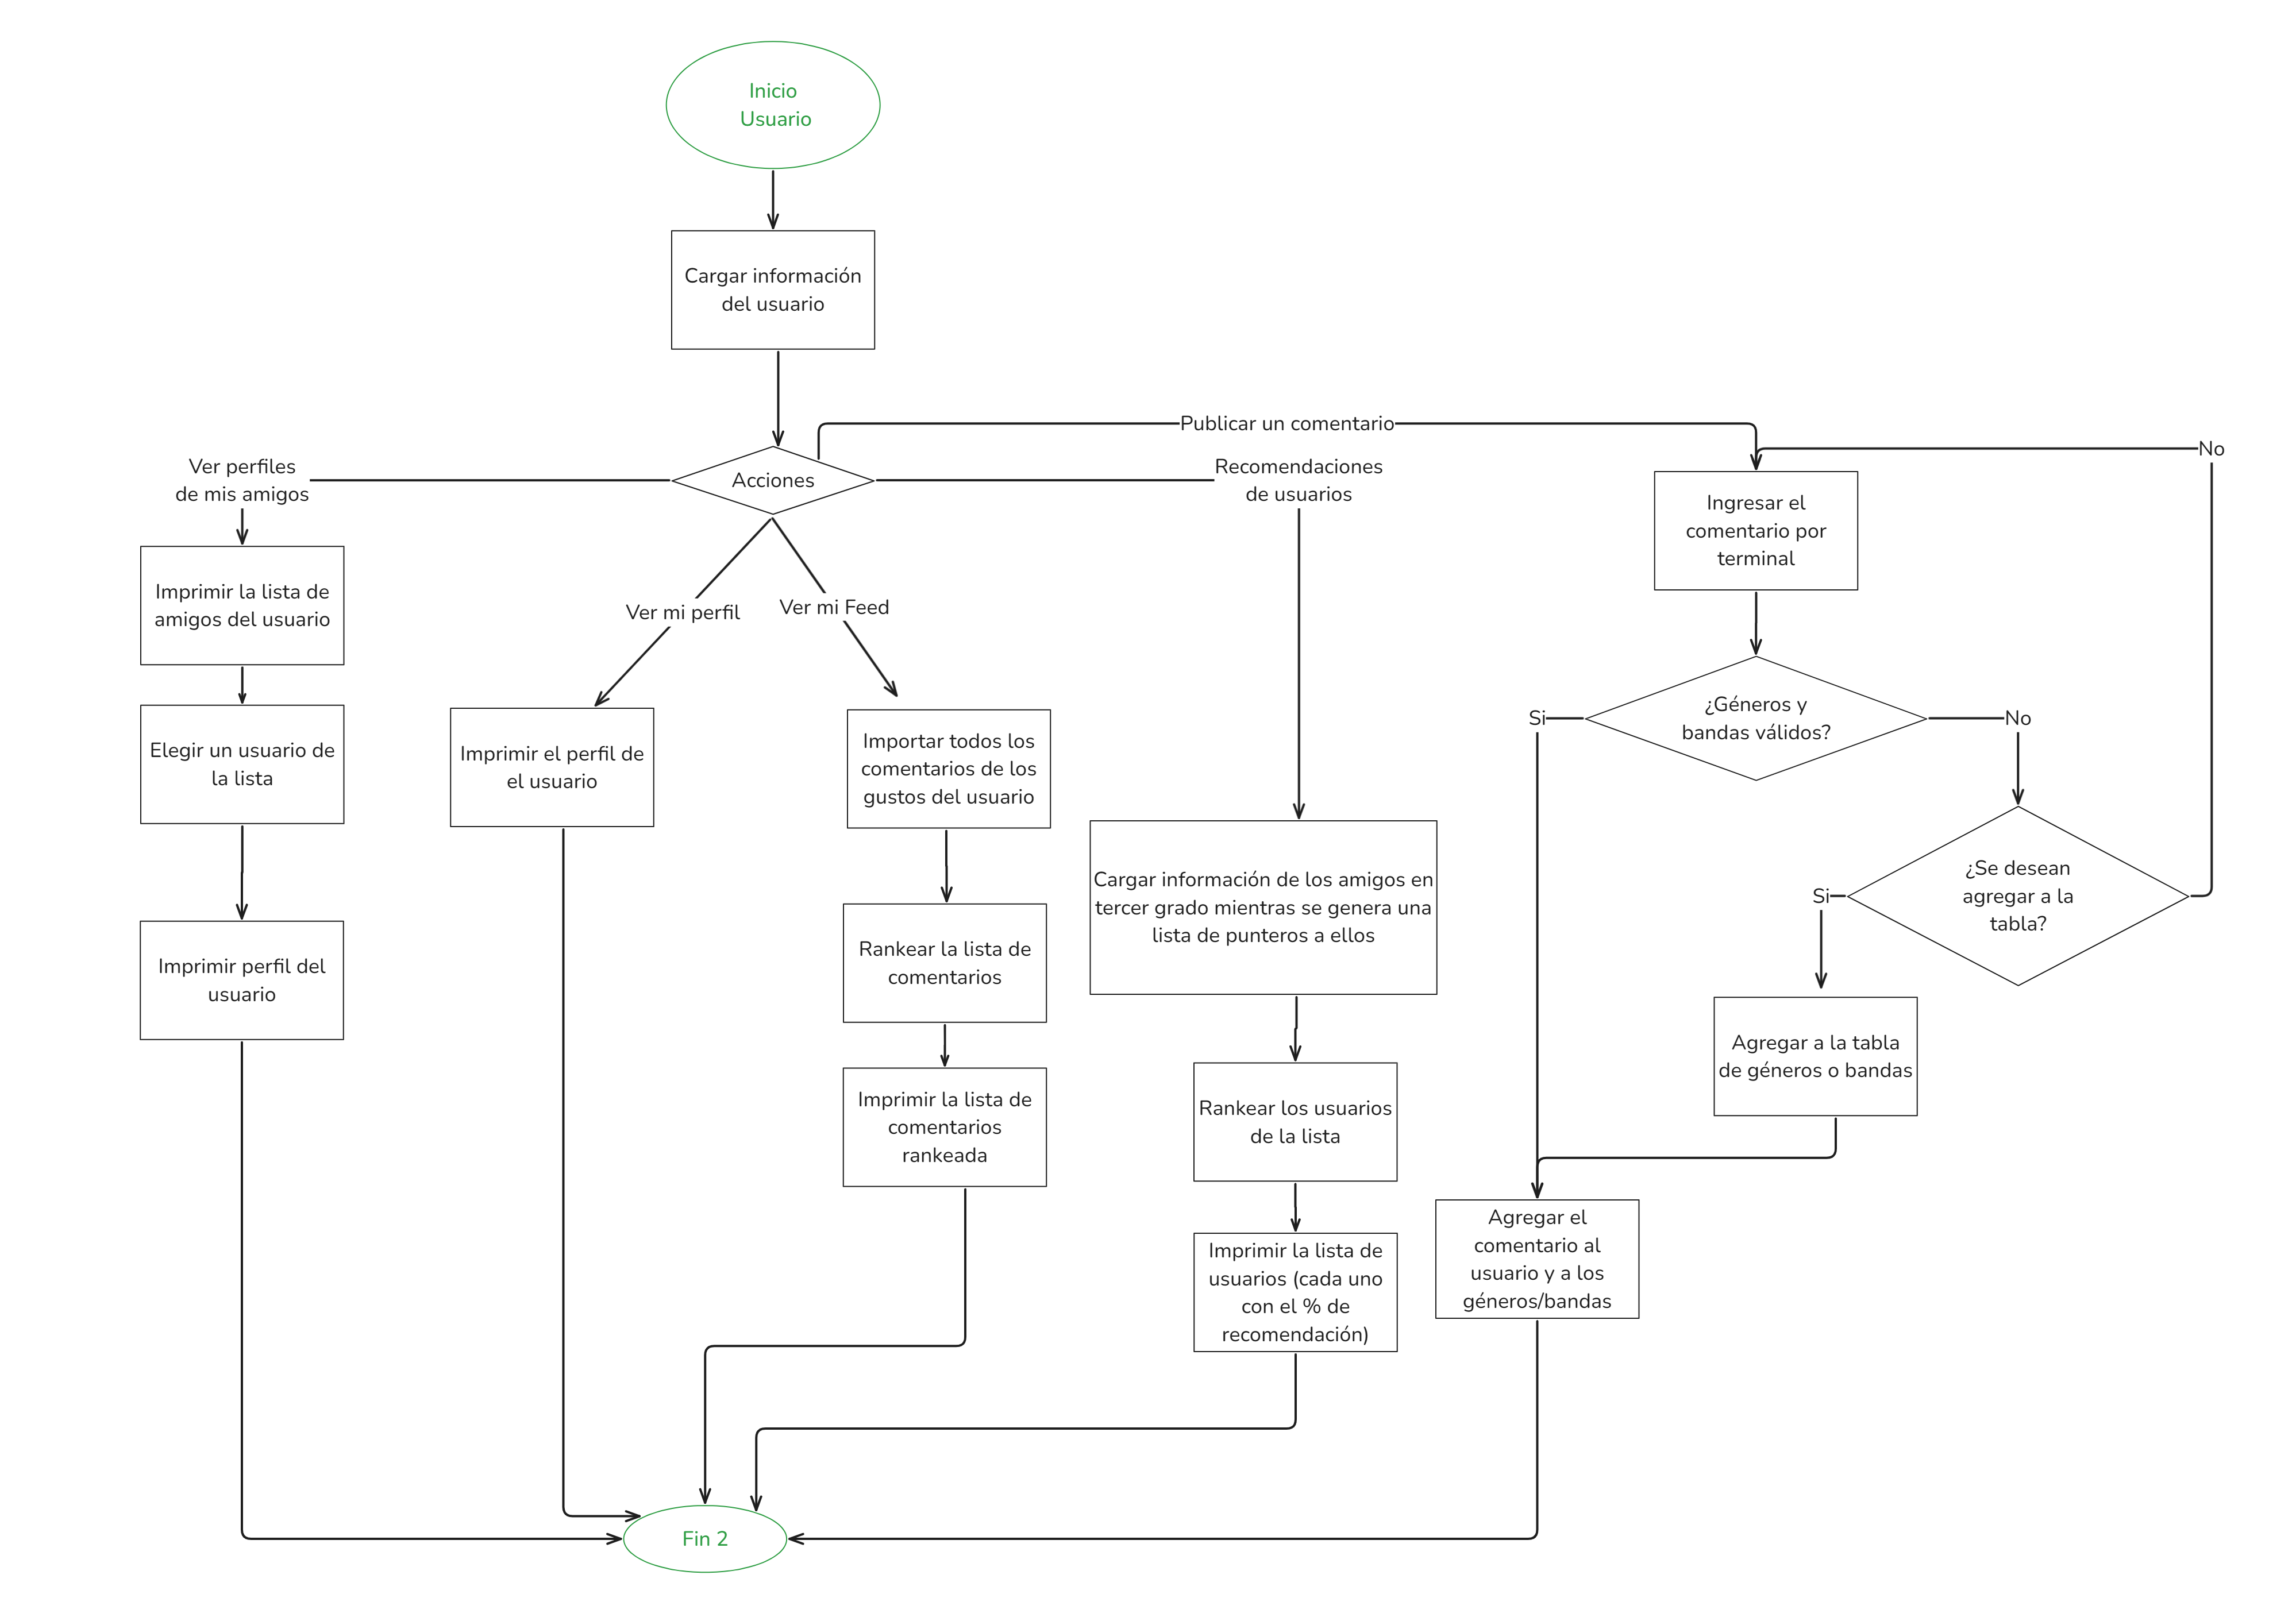 Inicio
Usuario
Cargar información
del usuario
Publicar un comentario
No
Ver perfiles
de mis amigos
Acciones
Recomendaciones
de usuarios
Ingresar el
comentario por
terminal
Imprimir la lista de
amigos del usuario
Ver mi perfil
Ver mi Feed
Elegir un usuario de
la lista
Imprimir el perfil de
el usuario
Importar todos los
comentarios de los
gustos del usuario
Si
¿Géneros y
bandas válidos?
No
Cargar información de los amigos en
tercer grado mientras se genera una
lista de punteros a ellos
Si
¿Se desean
agregar a la
tabla?
Imprimir perfil del
usuario
Rankear la lista de
comentarios
Agregar a la tabla
de géneros o bandas
Imprimir la lista de
comentarios
rankeada
Rankear los usuarios
de la lista
Agregar el
comentario al
usuario y a los
géneros/bandas
Imprimir la lista de
usuarios (cada uno
con el % de
recomendación)
Fin 2